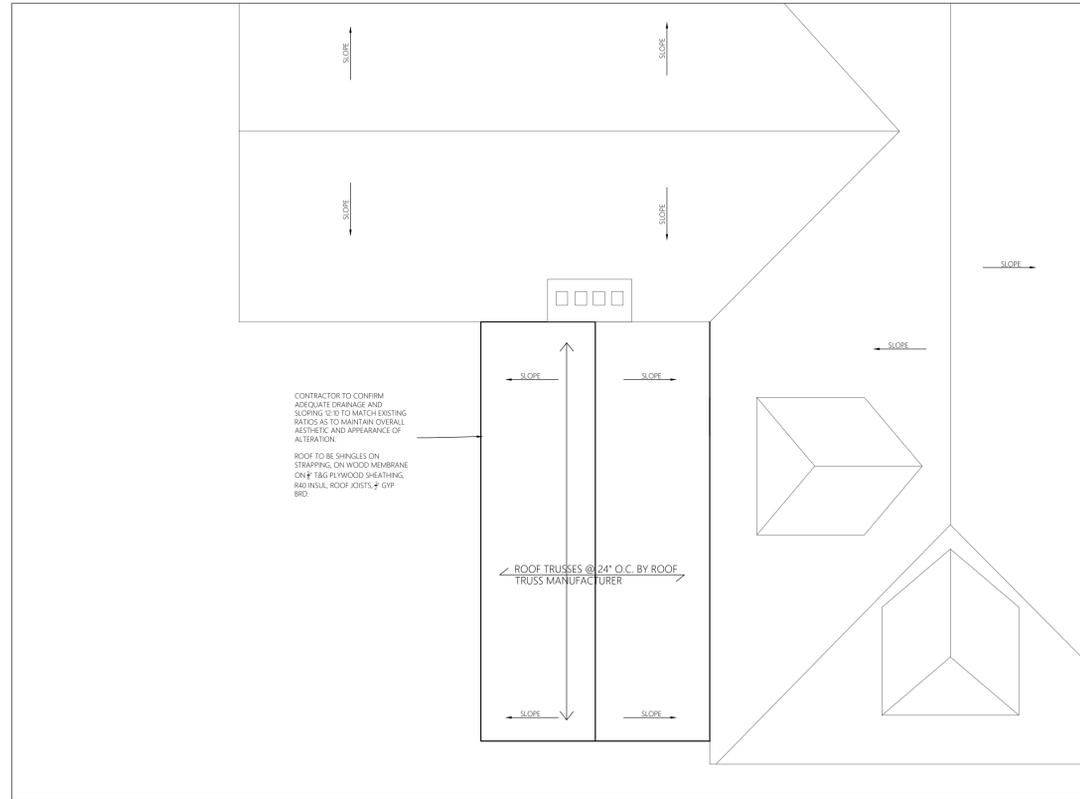 SLOPE
SLOPE
SLOPE
SLOPE
SLOPE
SLOPE
SLOPE
SLOPE
CONTRACTOR TO CONFIRM
ADEQUATE DRAINAGE AND
SLOPING 12:10 TO MATCH EXISTING
RATIOS AS TO MAINTAIN OVERALL
AESTHETIC AND APPEARANCE OF
ALTERATION.
ROOF TO BE SHINGLES ON
STRAPPING, ON WOOD MEMBRANE
ON T&G PLYWOOD SHEATHING,
R40 INSUL, ROOF JOISTS, GYP
BRD.
ROOF TRUSSES @ 24" O.C. BY ROOF
TRUSS MANUFACTURER
SLOPE
SLOPE